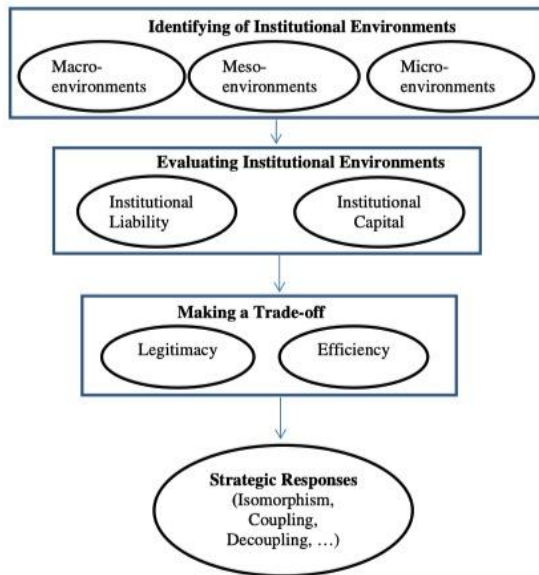 Identifying of Institutional Environments
Macro-
environments
Meso-
environments
Micro-
environments
Evaluating Institutional Environments
Institutional
Liability
Institutional
Capital
Making a Trade-off
Legitimacy
Efficiency
Strategic Responses
(Isomorphism,
Coupling,
Decoupling, …)